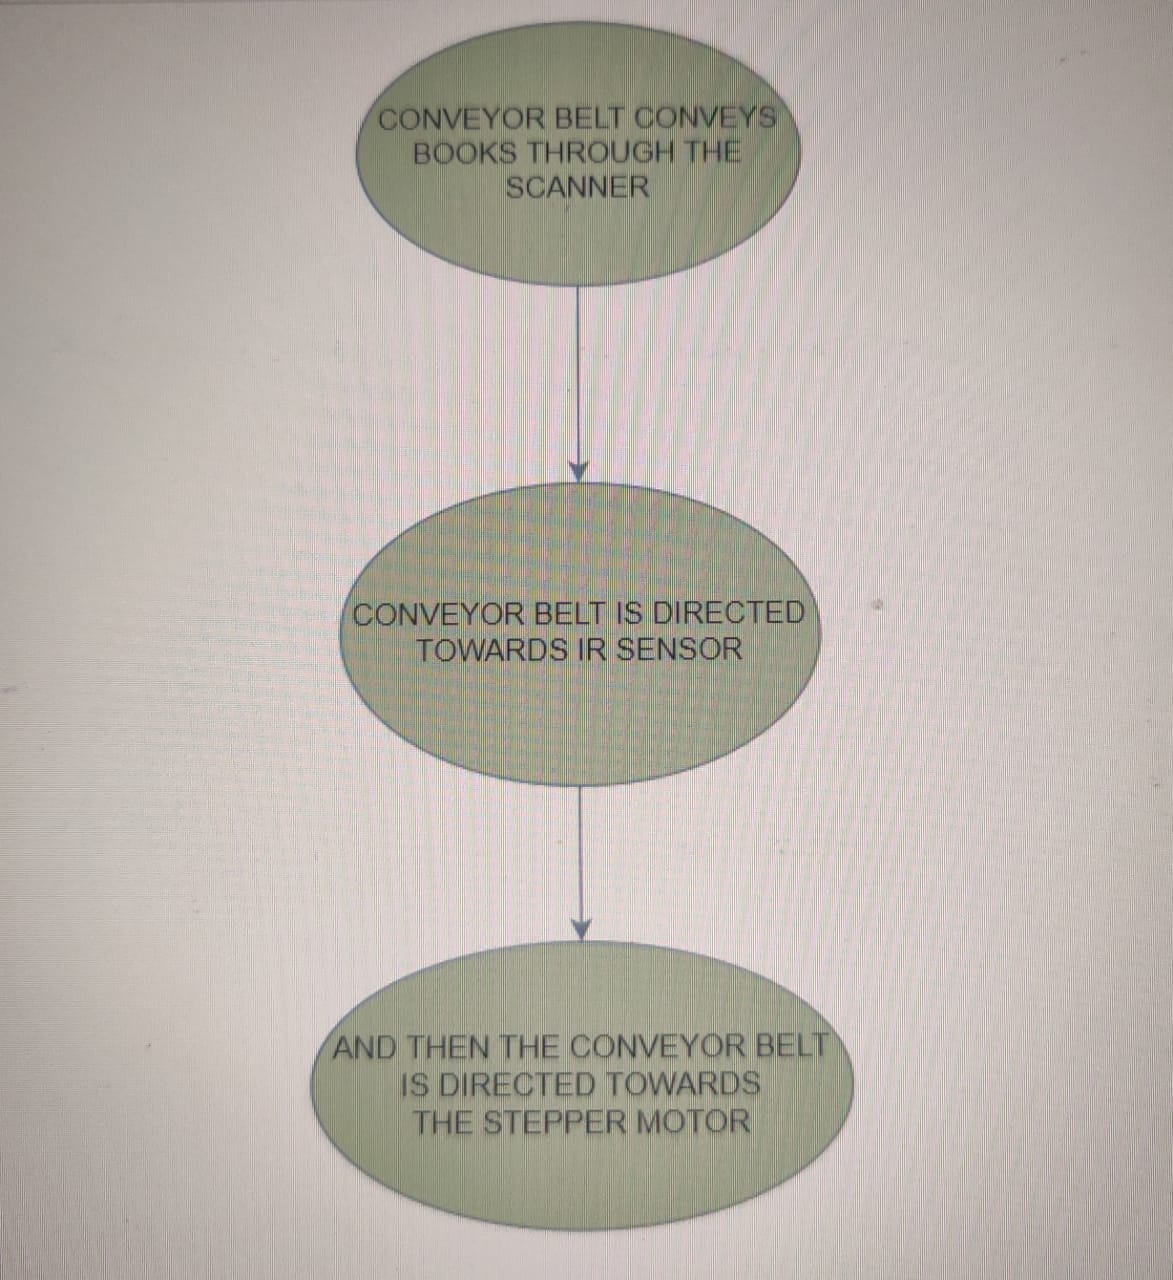 CONVEYOR BELT CONVEYS
BOOKS THROUGH THE
SCANNER
CONVEYOR BELT IS DIRECTED
TOWARDS IR SENSOR
AND THEN THE CONVEYOR BELT
IS DIRECTED TOWARDS
THE STEPPER MOTOR